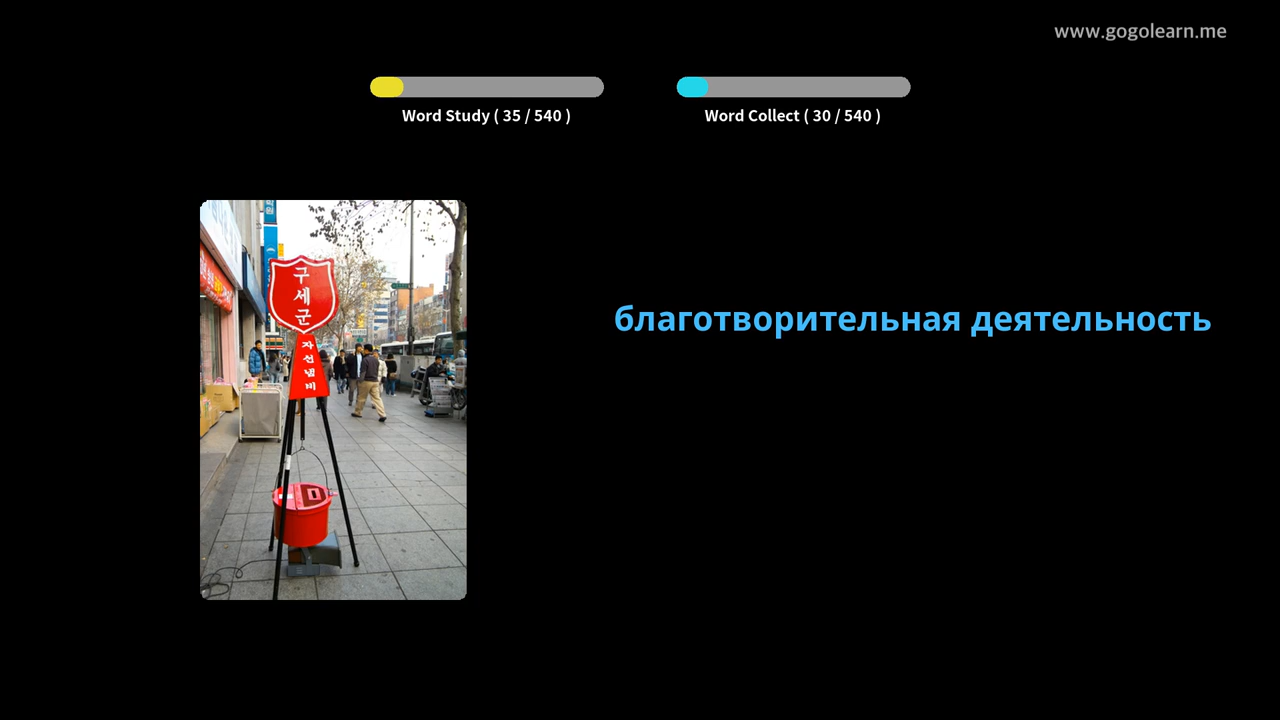 www.gogolearn.me
Word Study ( 35 / 540 )
Word Collect ( 30 / 540 )
благотворительная деятельность
구세군
자선냄비